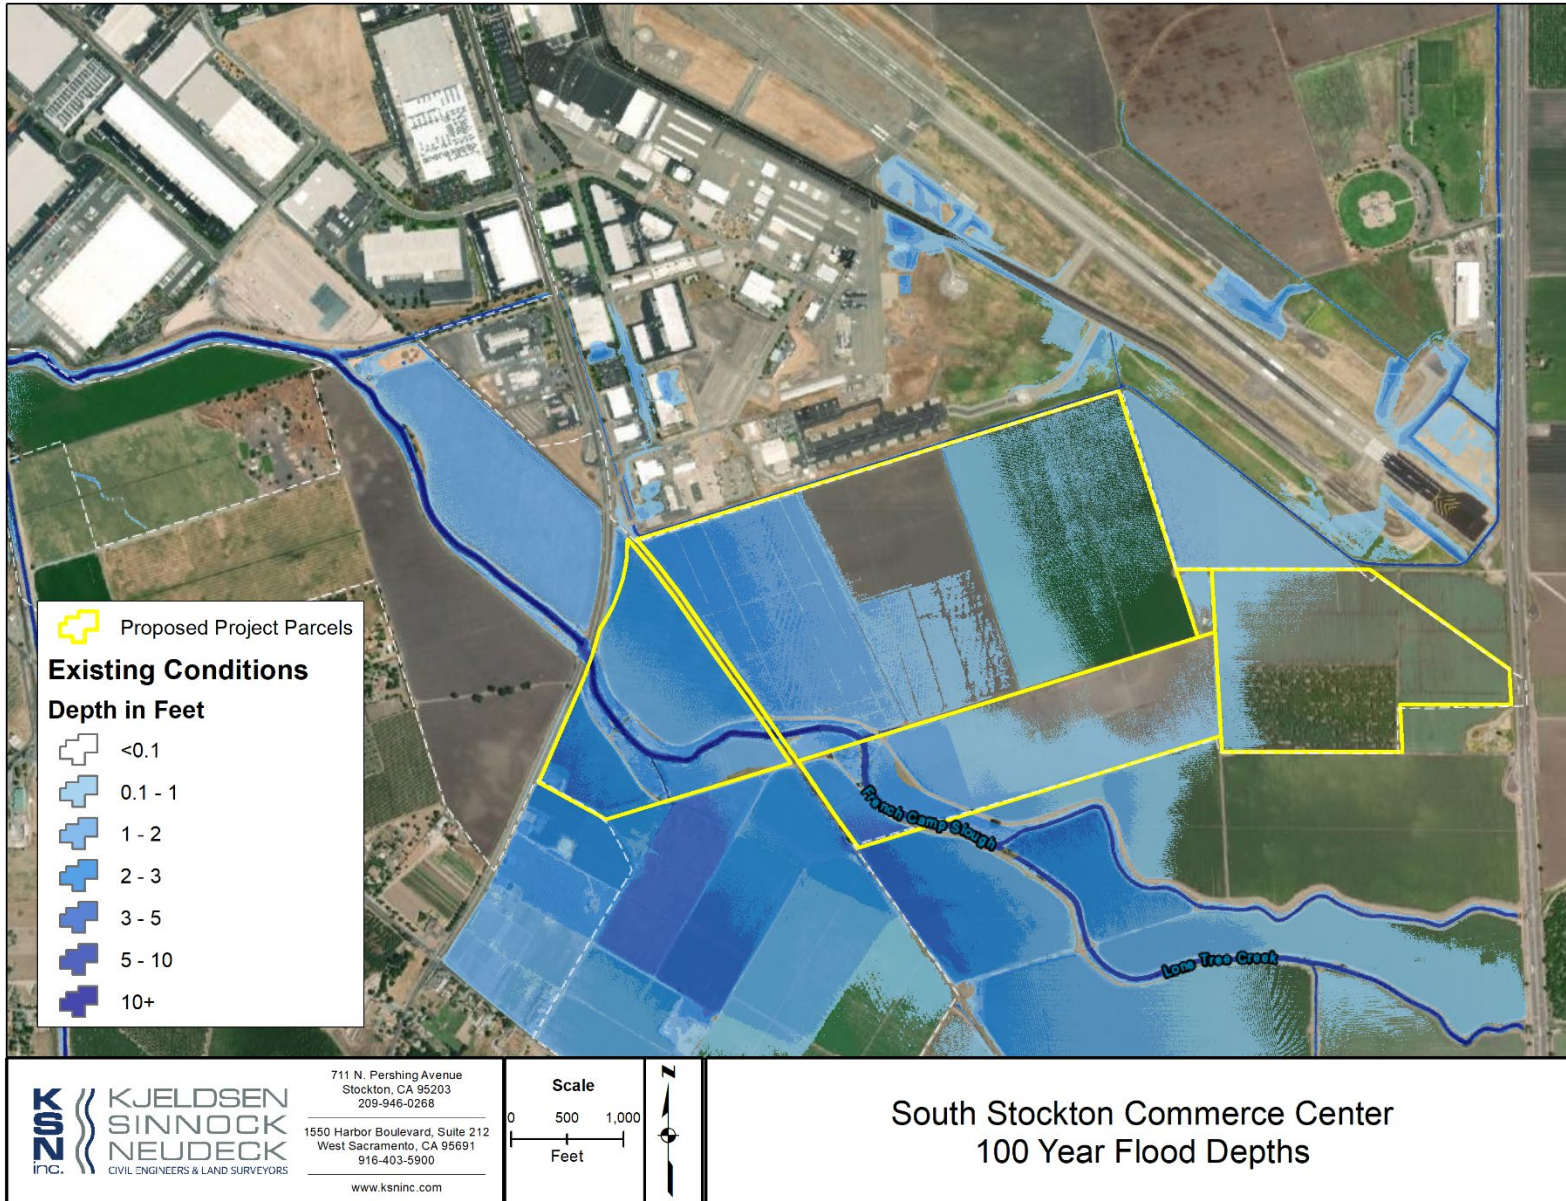 French Camp Slough
Lone Tree Creek
Proposed Project Parcels
Existing Conditions
Depth in Feet
<0.1
0.1 - 1
1 - 2
2 - 3
3 - 5
5 - 10
10+
KSN
inc.
KJELDSEN
SINNOCK
NEUDECK
CIVIL ENGINEERS & LAND SURVEYORS
711 N. Pershing Avenue
Stockton, CA 95203
209-946-0268
1550 Harbor Boulevard, Suite 212
West Sacramento, CA 95691
916-403-5900
www.ksninc.com
Scale
0 500 1,000
Feet
N
South Stockton Commerce Center
100 Year Flood Depths